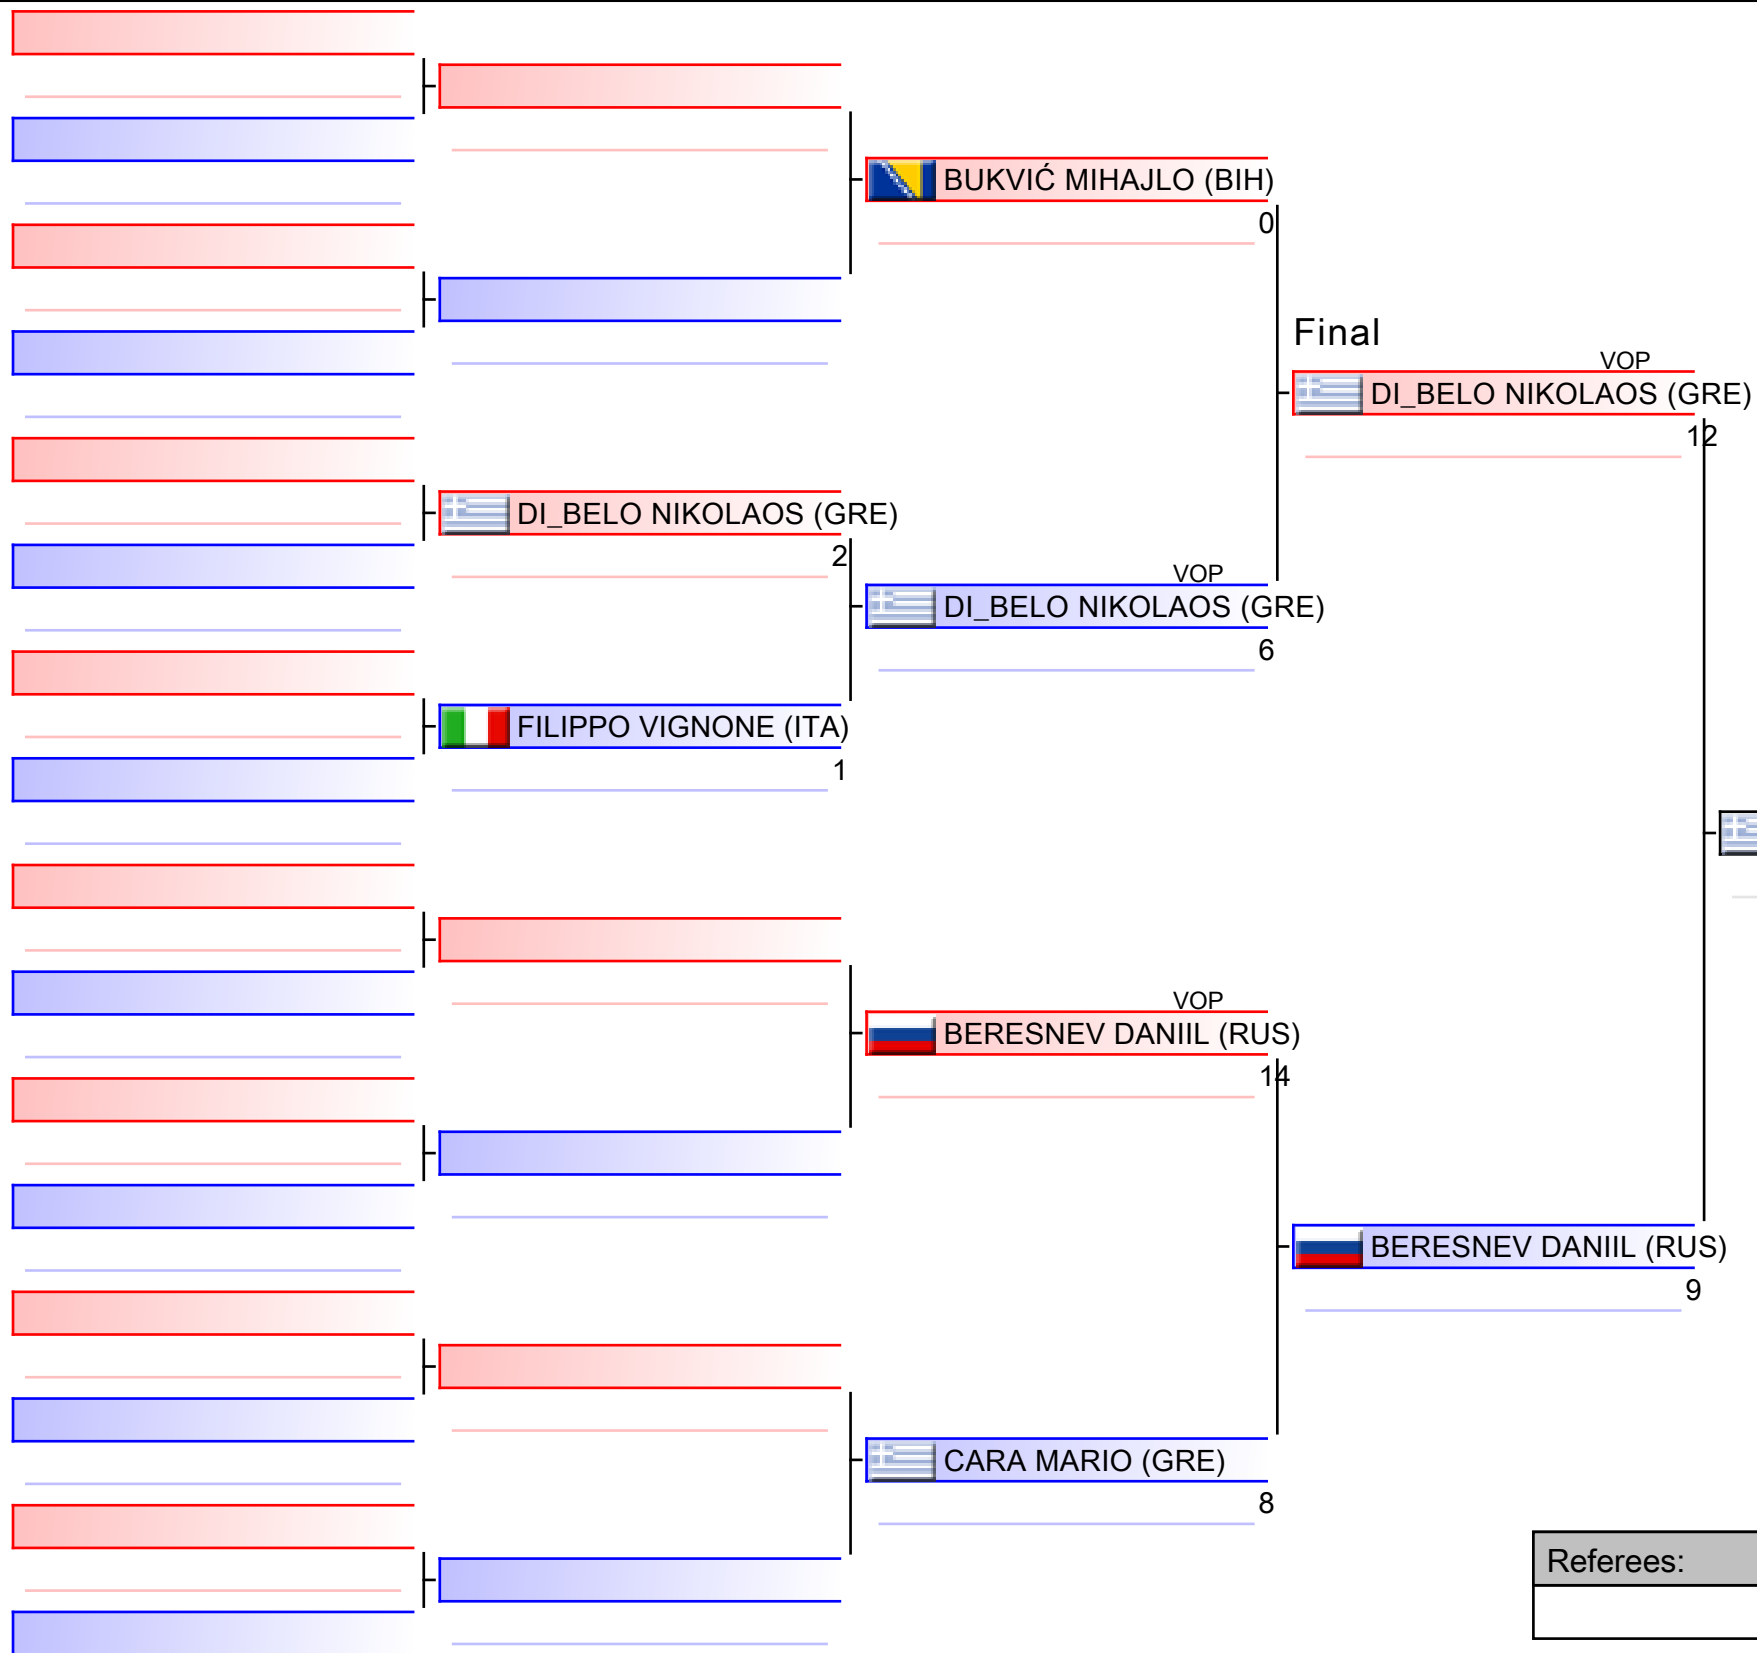 BUKVIĆ MIHAJLO (BIH)
0
Final
VOP
DI_BELO NIKOLAOS (GRE)
12
DI_BELO NIKOLAOS (GRE)
2
VOP
DI_BELO NIKOLAOS (GRE)
6
FILIPPO VIGNONE (ITA)
1
VOP
BERESNEV DANIIL (RUS)
14
BERESNEV DANIIL (RUS)
9
CARA MARIO (GRE)
8
Referees: